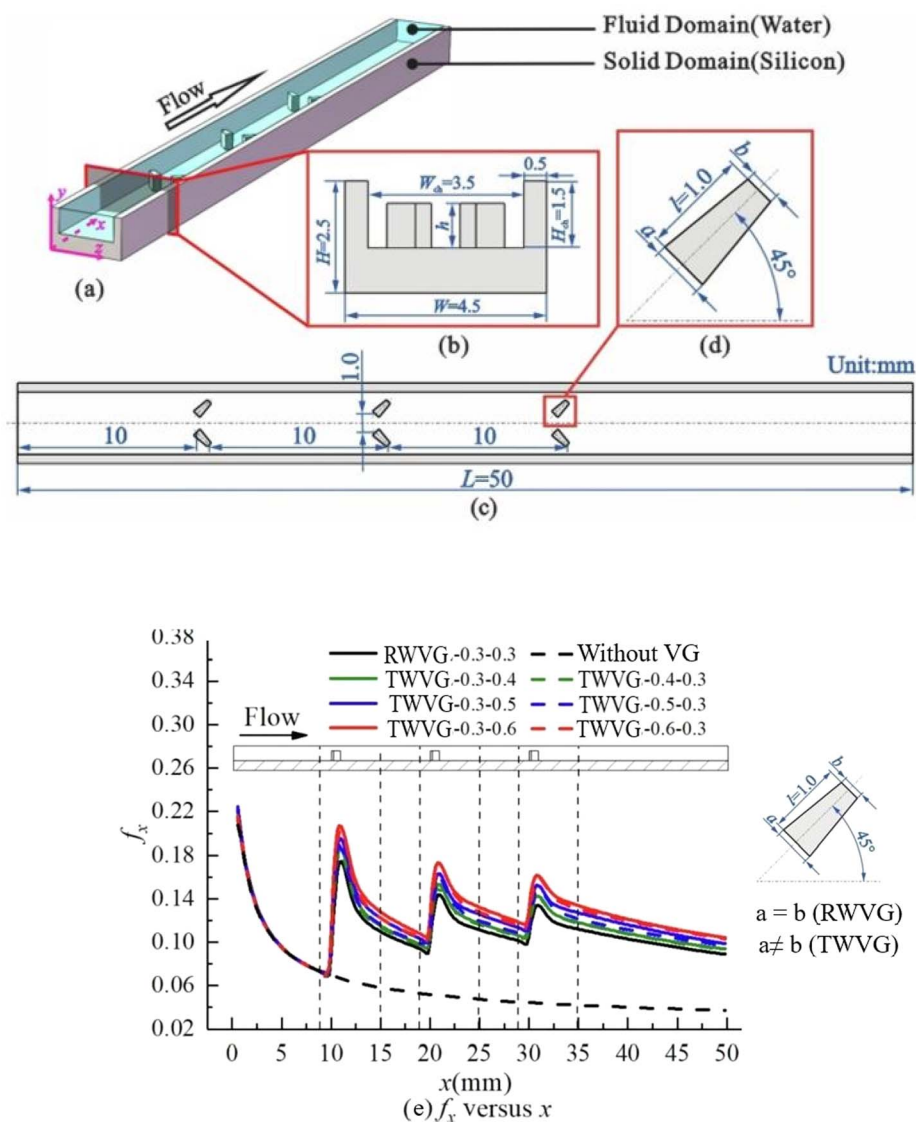 Fluid Domain(Water)
Solid Domain(Silicon)
Flow
y
x
z
(a)
0.5
W_ch=3.5
H=2.5
h
H_ch=1.5
W=4.5
(b)
a
l=1.0
b
45°
(d)
Unit:mm
1.0
10
10
10
L=50
(c)
0.38
0.34
0.30
0.26
0.22
0.18
0.14
0.10
0.06
0.02
f_x
RWVG.-0.3-0.3
Without VG
TWVG.-0.3-0.4
TWVG.-0.4-0.3
TWVG.-0.3-0.5
TWVG.-0.5-0.3
TWVG.-0.3-0.6
TWVG.-0.6-0.3
Flow
0 5 10 15 20 25 30 35 40 45 50
x(mm)
(e) f_x versus x
a
l=1.0
b
45°
a = b (RWVG)
a≠ b (TWVG)